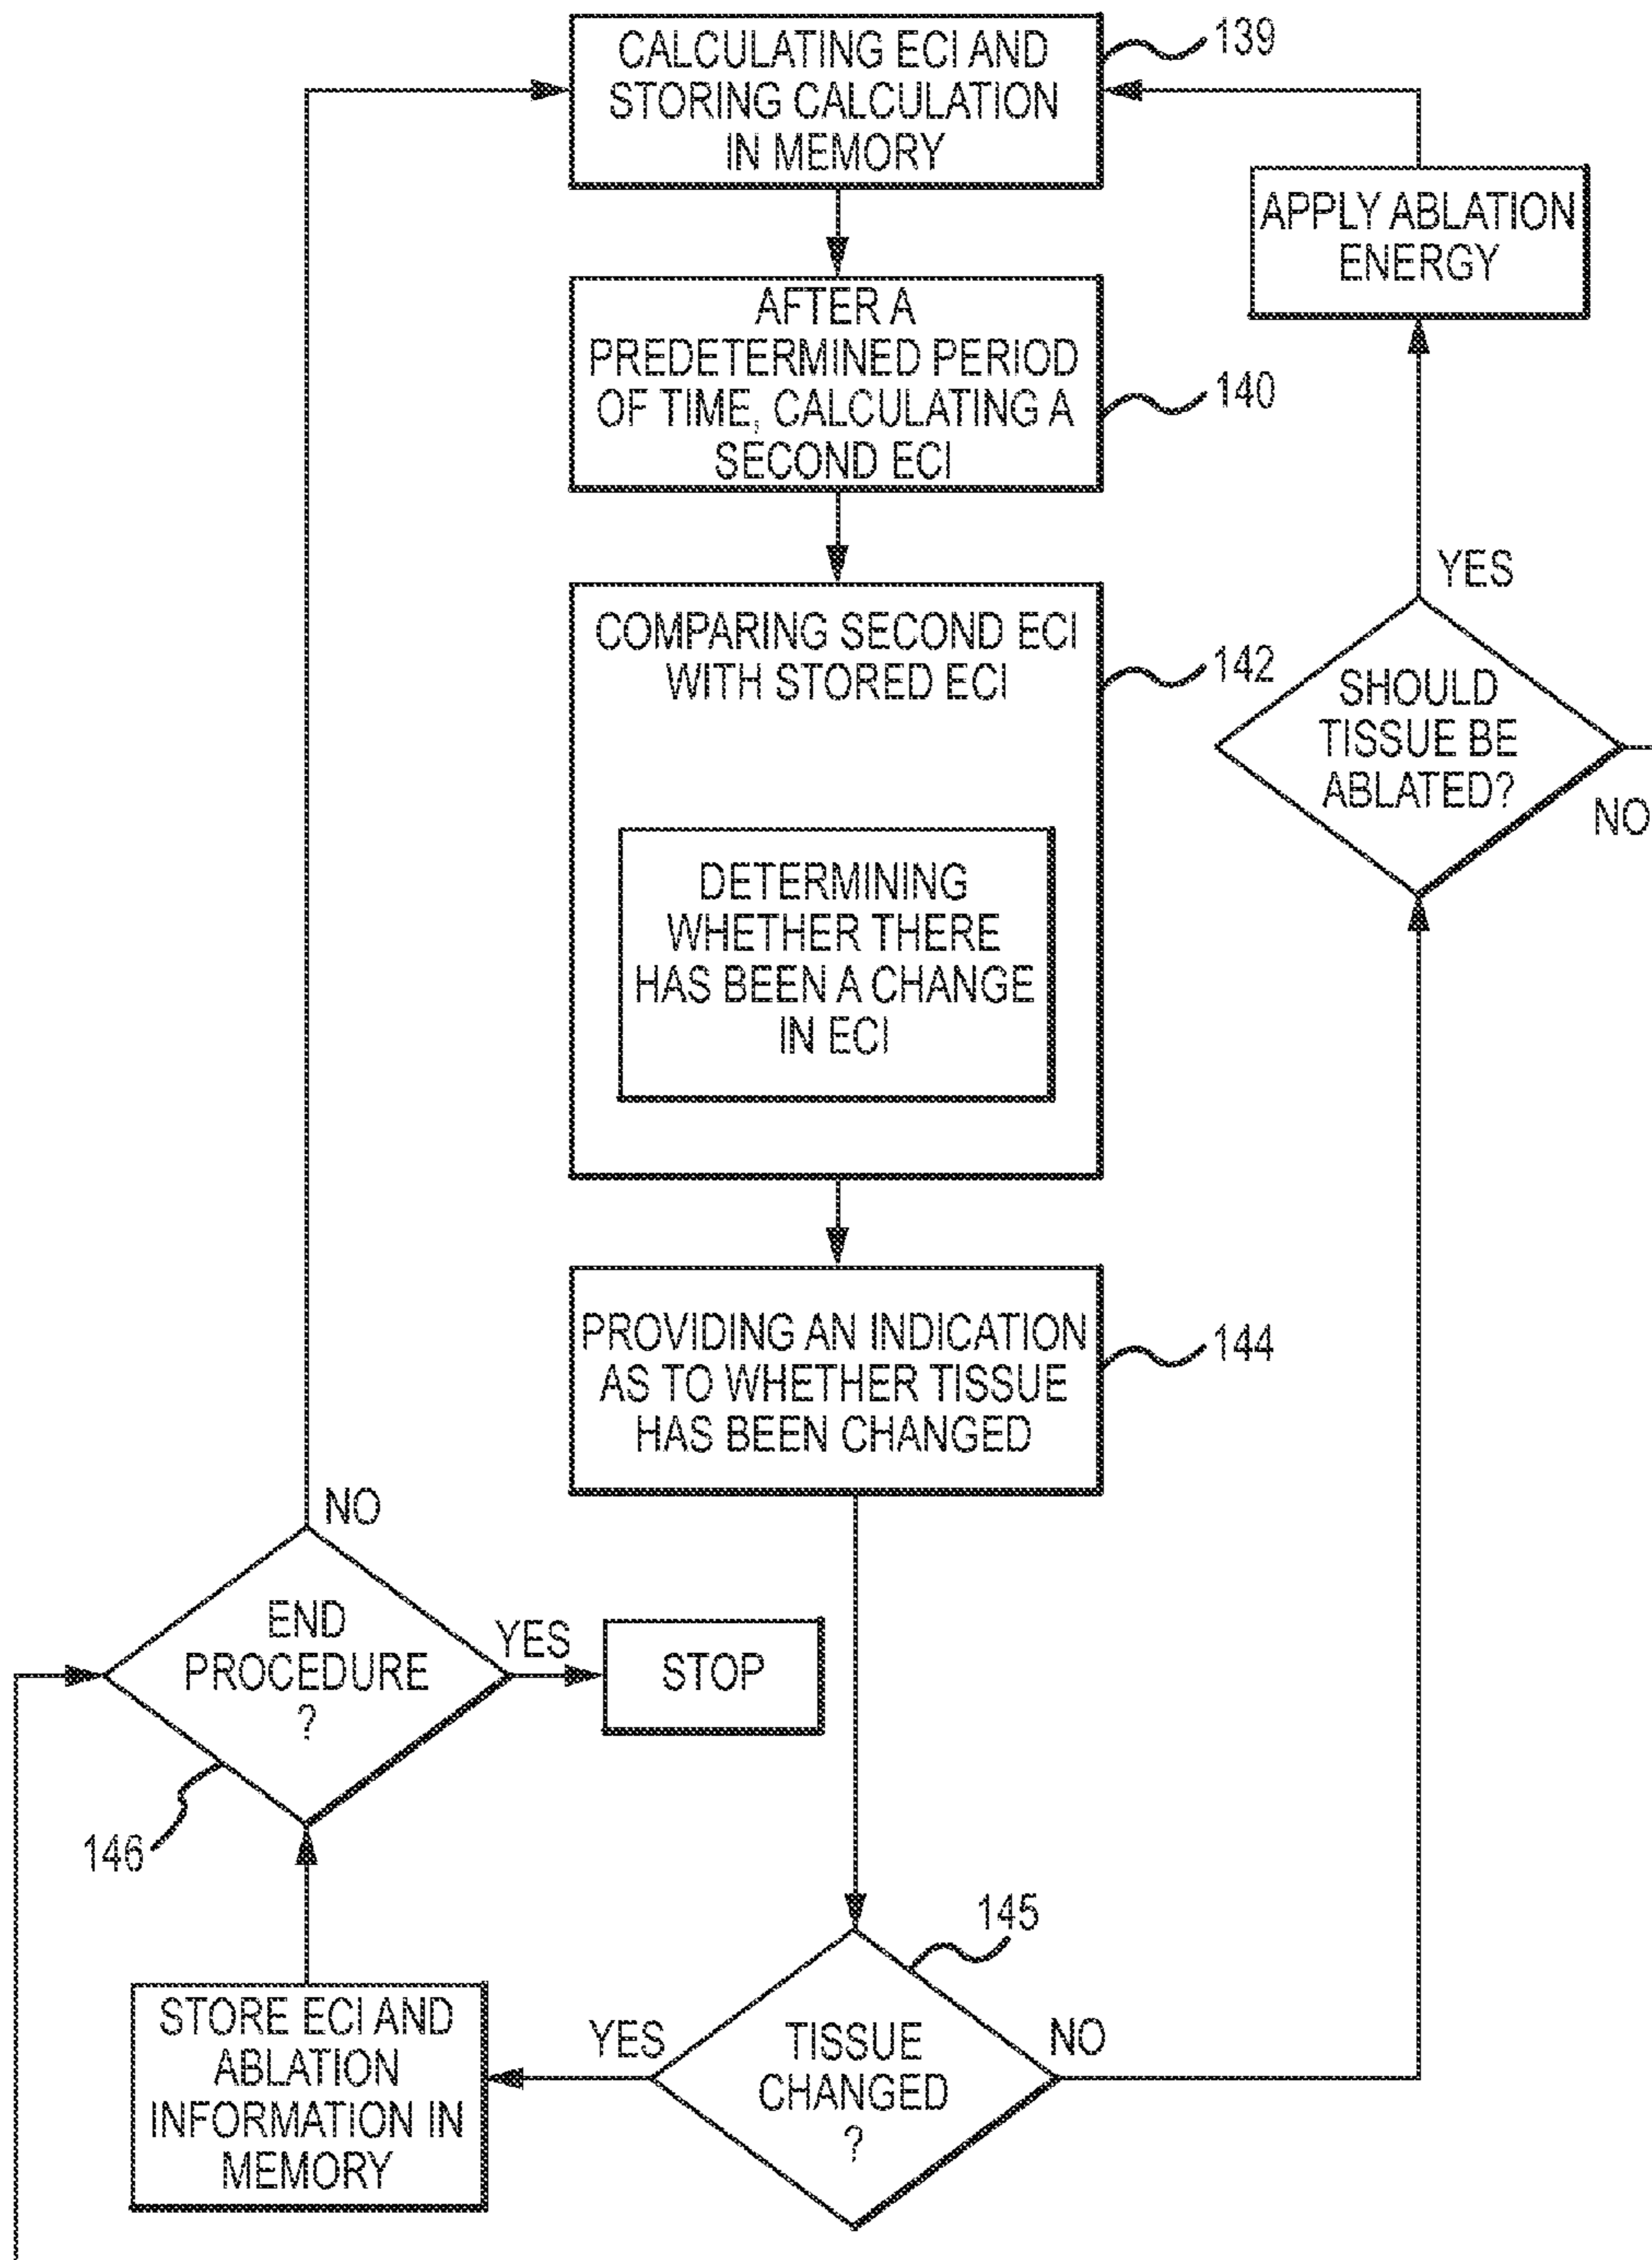 CALCULATING ECI AND
STORING CALCULATION
IN MEMORY
139
APPLY ABLATION
ENERGY
AFTER A
PREDETERMINED PERIOD
OF TIME, CALCULATING A
SECOND ECI
140
YES
COMPARING SECOND ECI
WITH STORED ECI
142
SHOULD
TISSUE BE
ABLATED?
NO
DETERMINING
WHETHER THERE
HAS BEEN A CHANGE
IN ECI
PROVIDING AN INDICATION
AS TO WHETHER TISSUE
HAS BEEN CHANGED
144
NO
END
PROCEDURE
?
YES
STOP
146
145
STORE ECI AND
ABLATION
INFORMATION IN
MEMORY
YES
TISSUE
CHANGED
?
NO